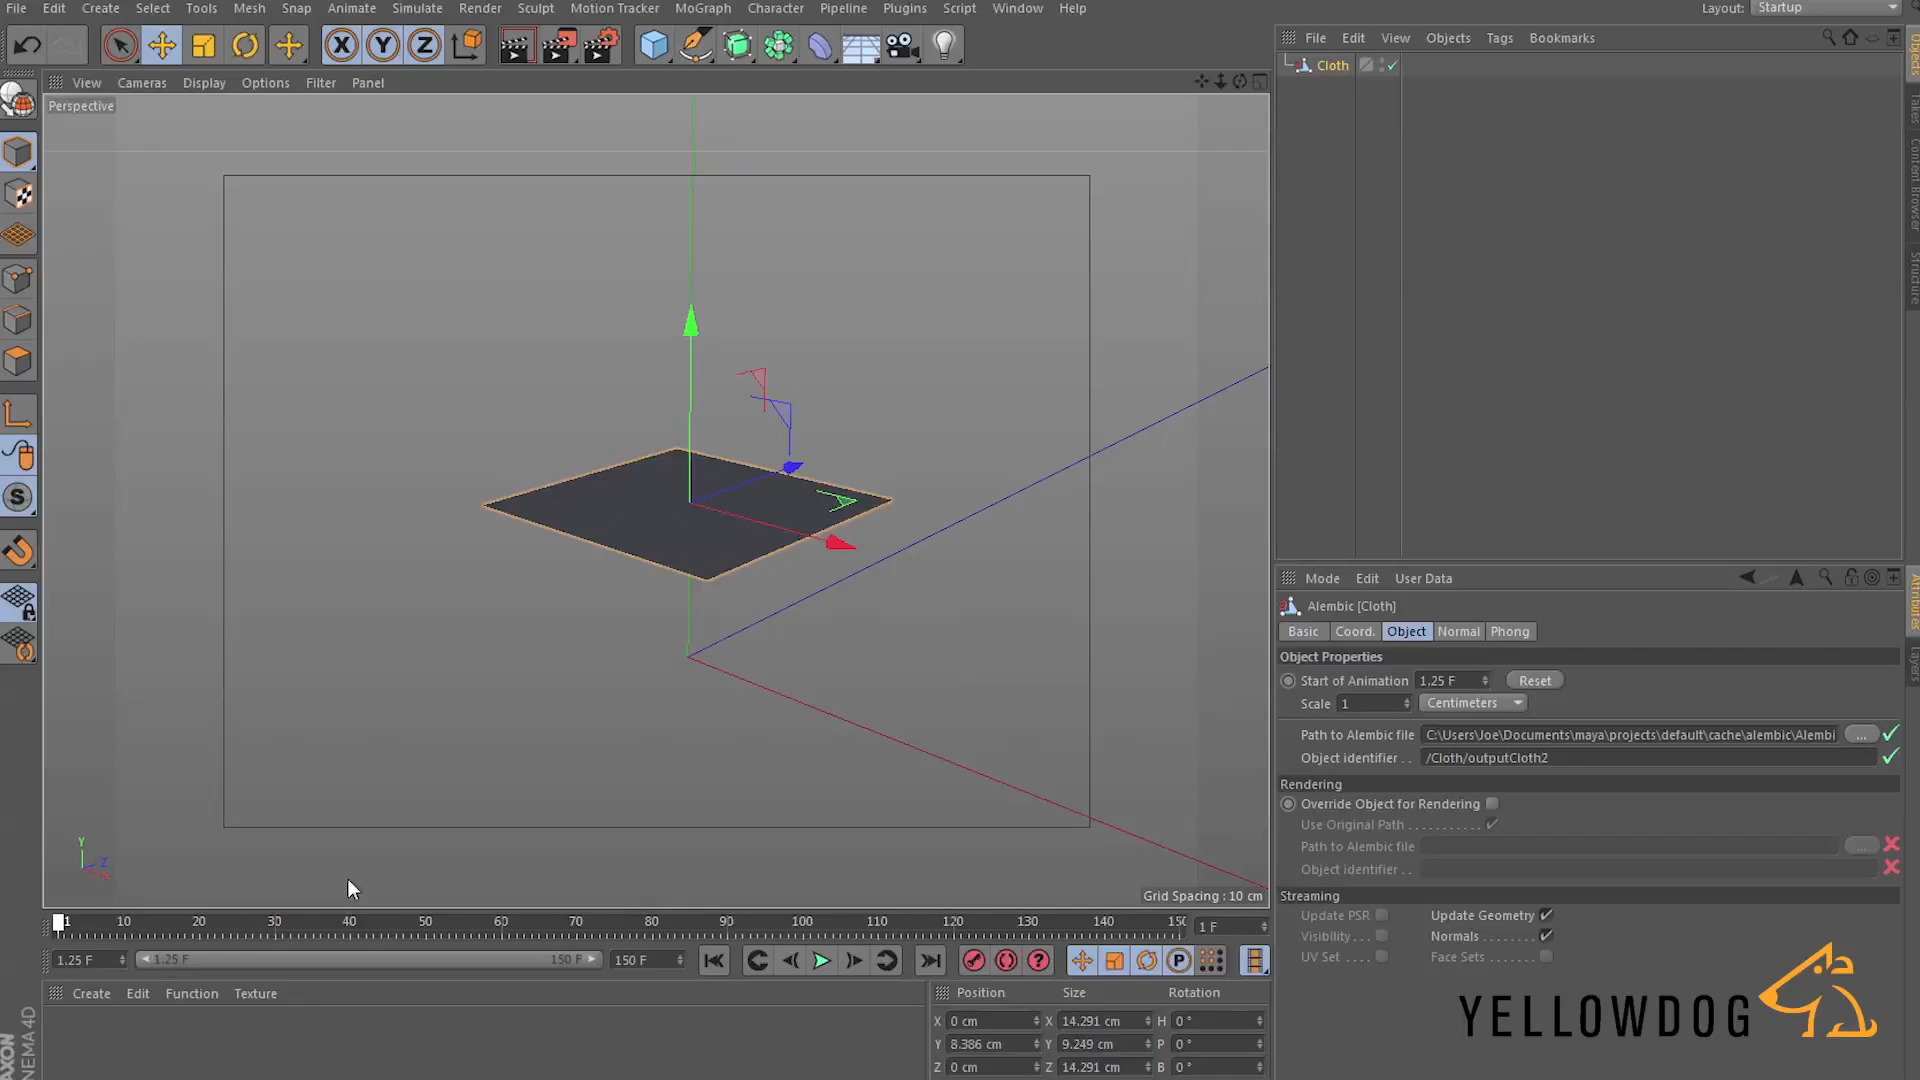 File Edit Create Select Tools Mesh Snap Animate Simulate Render Sculpt Motion Tracker MoGraph Character Pipeline Plugins Script Window Help Layout: Startup
X Y Z
File Edit View Objects Tags Bookmarks
View Cameras Display Options Filter Panel
Perspective
Cloth
Objects
Takes
Content Browser
Structure
Mode Edit User Data
Alembic [Cloth]
Basic Coord. Object Normal Phong
Object Properties
Start of Animation 1.25 F Reset
Scale 1 Centimeters
Path to Alembic file C:\Users\Joe\Documents\maya\projects\default\cache\alembic\Alembi ...
Object identifier . . /Cloth/outputCloth2
Rendering
Override Object for Rendering
Use Original Path . . . . . . . . . . .
Path to Alembic file ...
Object identifier . .
Streaming
Update PSR Update Geometry
Visibility . . . Normals . . . . . . . .
UV Set . . . . Face Sets . . . . . . .
Attributes
Layers
Y
Z
X
Grid Spacing : 10 cm
1 10 20 30 40 50 60 70 80 90 100 110 120 130 140 150 1 F
1.25 F 1.25 F 150 F 150 F
P
Create Edit Function Texture
Position Size Rotation
X 0 cm X 14.291 cm H 0 °
Y 8.386 cm Y 9.249 cm P 0 °
Z 0 cm Z 14.291 cm B 0 °
YELLOWDOG